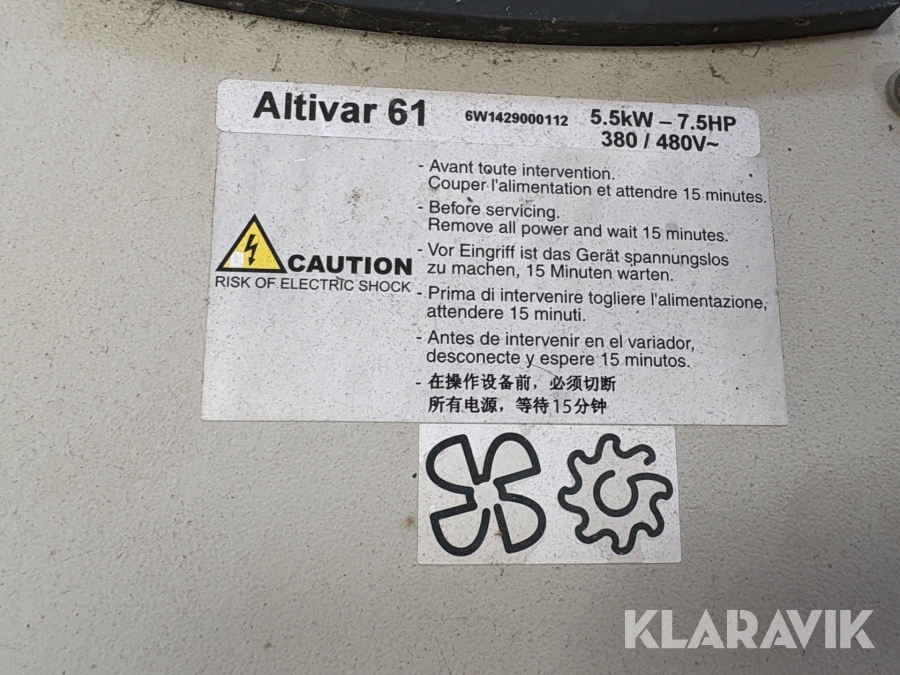 Altivar 61 6W1429000112 5.5kW – 7.5HP
380 / 480V~
- Avant toute intervention.
Couper l'alimentation et attendre 15 minutes.
- Before servicing.
Remove all power and wait 15 minutes.
- Vor Eingriff ist das Gerät spannungslos
zu machen, 15 Minuten warten.
- Prima di intervenire togliere l'alimentazione,
attendere 15 minuti.
- Antes de intervenir en el variador,
desconecte y espere 15 minutos.
- 在操作设备前，必须切断
所有电源，等待15分钟
CAUTION
RISK OF ELECTRIC SHOCK
KLARAVIK